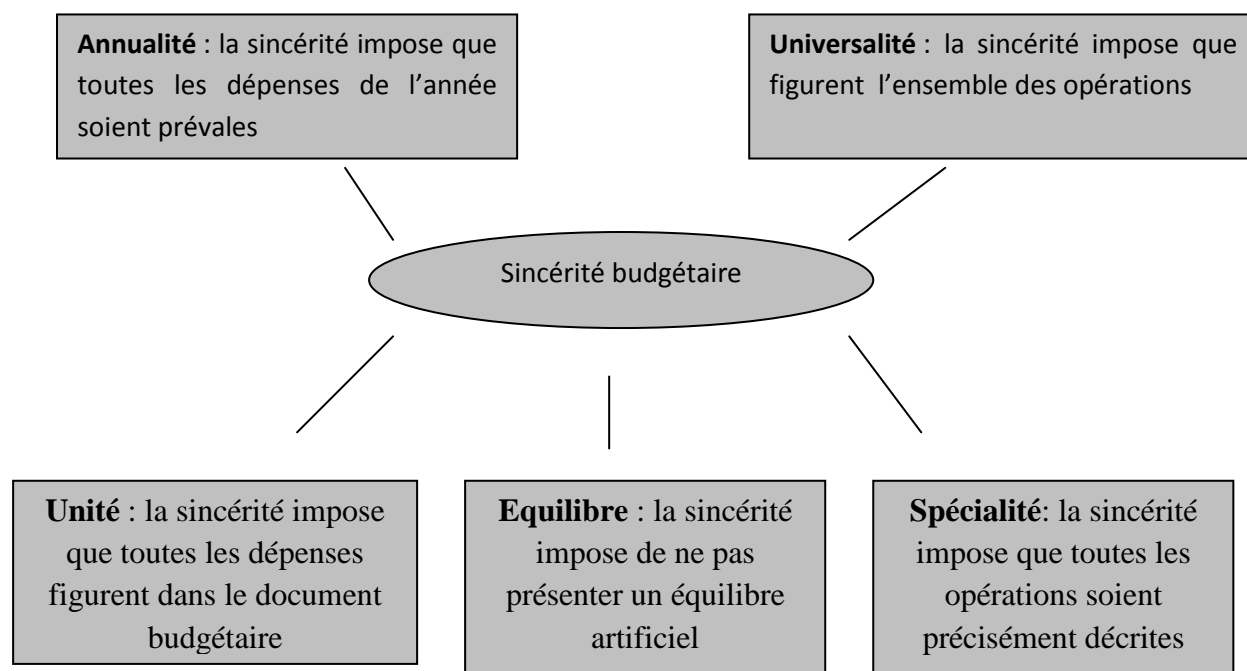 Annualité : la sincérité impose que
toutes les dépenses de l’année
soient prévales
Universalité : la sincérité impose que
figurent l’ensemble des opérations
Sincérité budgétaire
Unité : la sincérité impose
que toutes les dépenses
figurent dans le document
budgétaire
Equilibre : la sincérité
impose de ne pas
présenter un équilibre
artificiel
Spécialité: la sincérité
impose que toutes les
opérations soient
précisément décrites